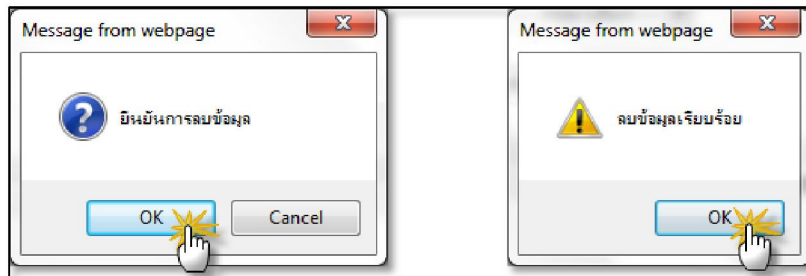 Message from webpage
ยืนยันการลบข้อมูล
OK
Cancel
Message from webpage
ลบข้อมูลเรียบร้อย
OK